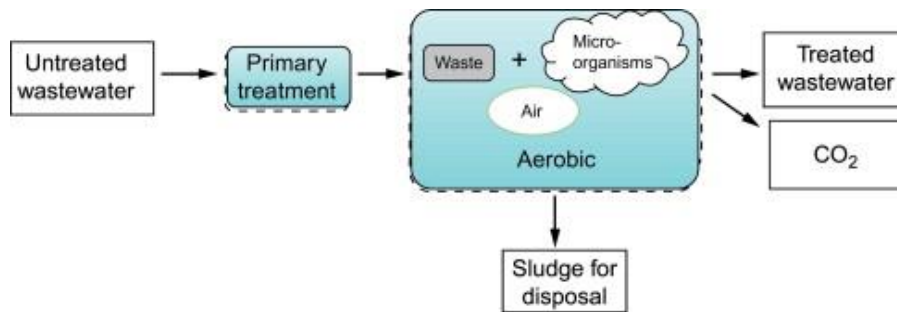 Untreated
wastewater
Primary
treatment
Waste
+
Micro-
organisms
Air
Aerobic
Treated
wastewater
CO₂
Sludge for
disposal